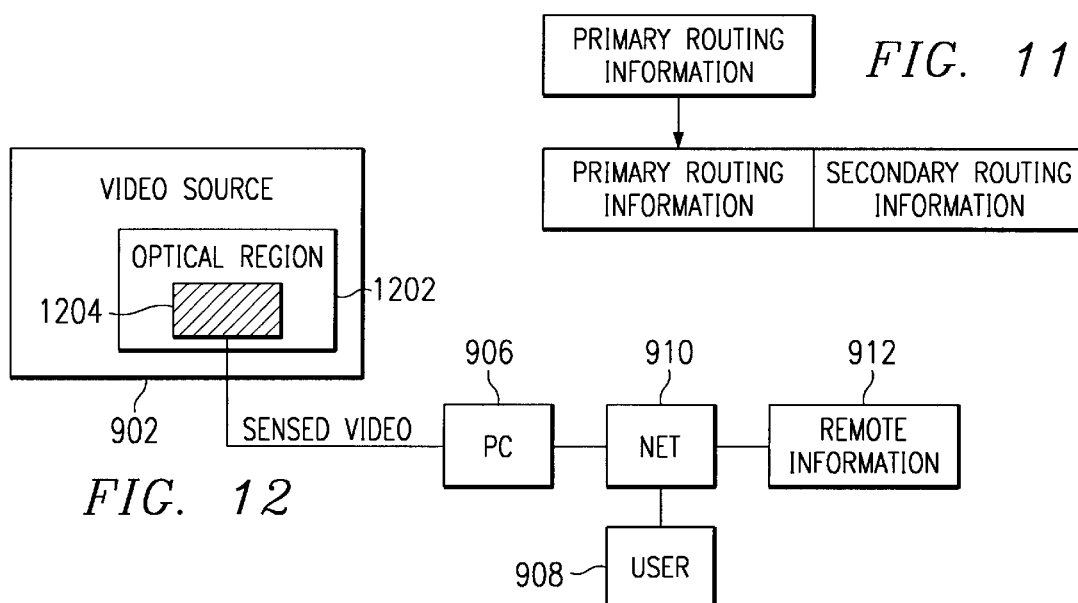 PRIMARY ROUTING
INFORMATION
FIG. 11
PRIMARY ROUTING
INFORMATION
SECONDARY ROUTING
INFORMATION
VIDEO SOURCE
OPTICAL REGION
1204
1202
902
SENSED VIDEO
906
PC
910
NET
912
REMOTE
INFORMATION
908
USER
FIG. 12